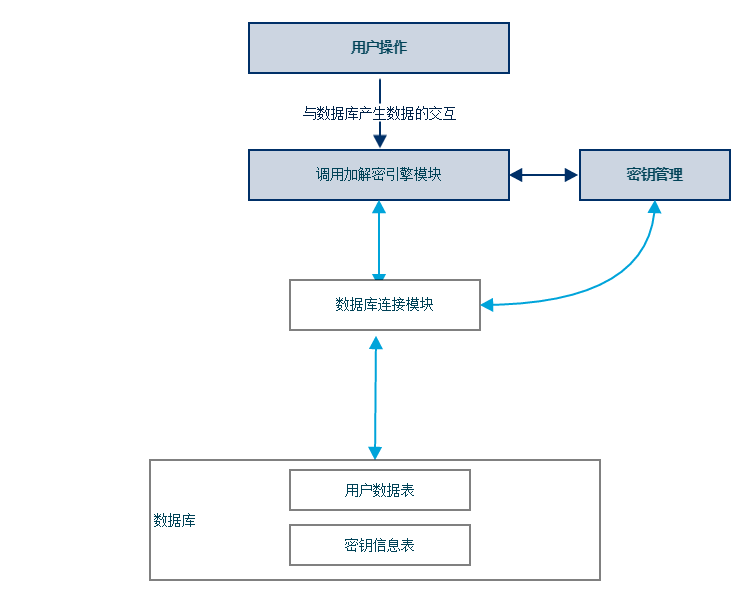 用户操作
与数据库产生数据的交互
调用加解密引擎模块
密钥管理
数据库连接模块
用户数据表
数据库
密钥信息表